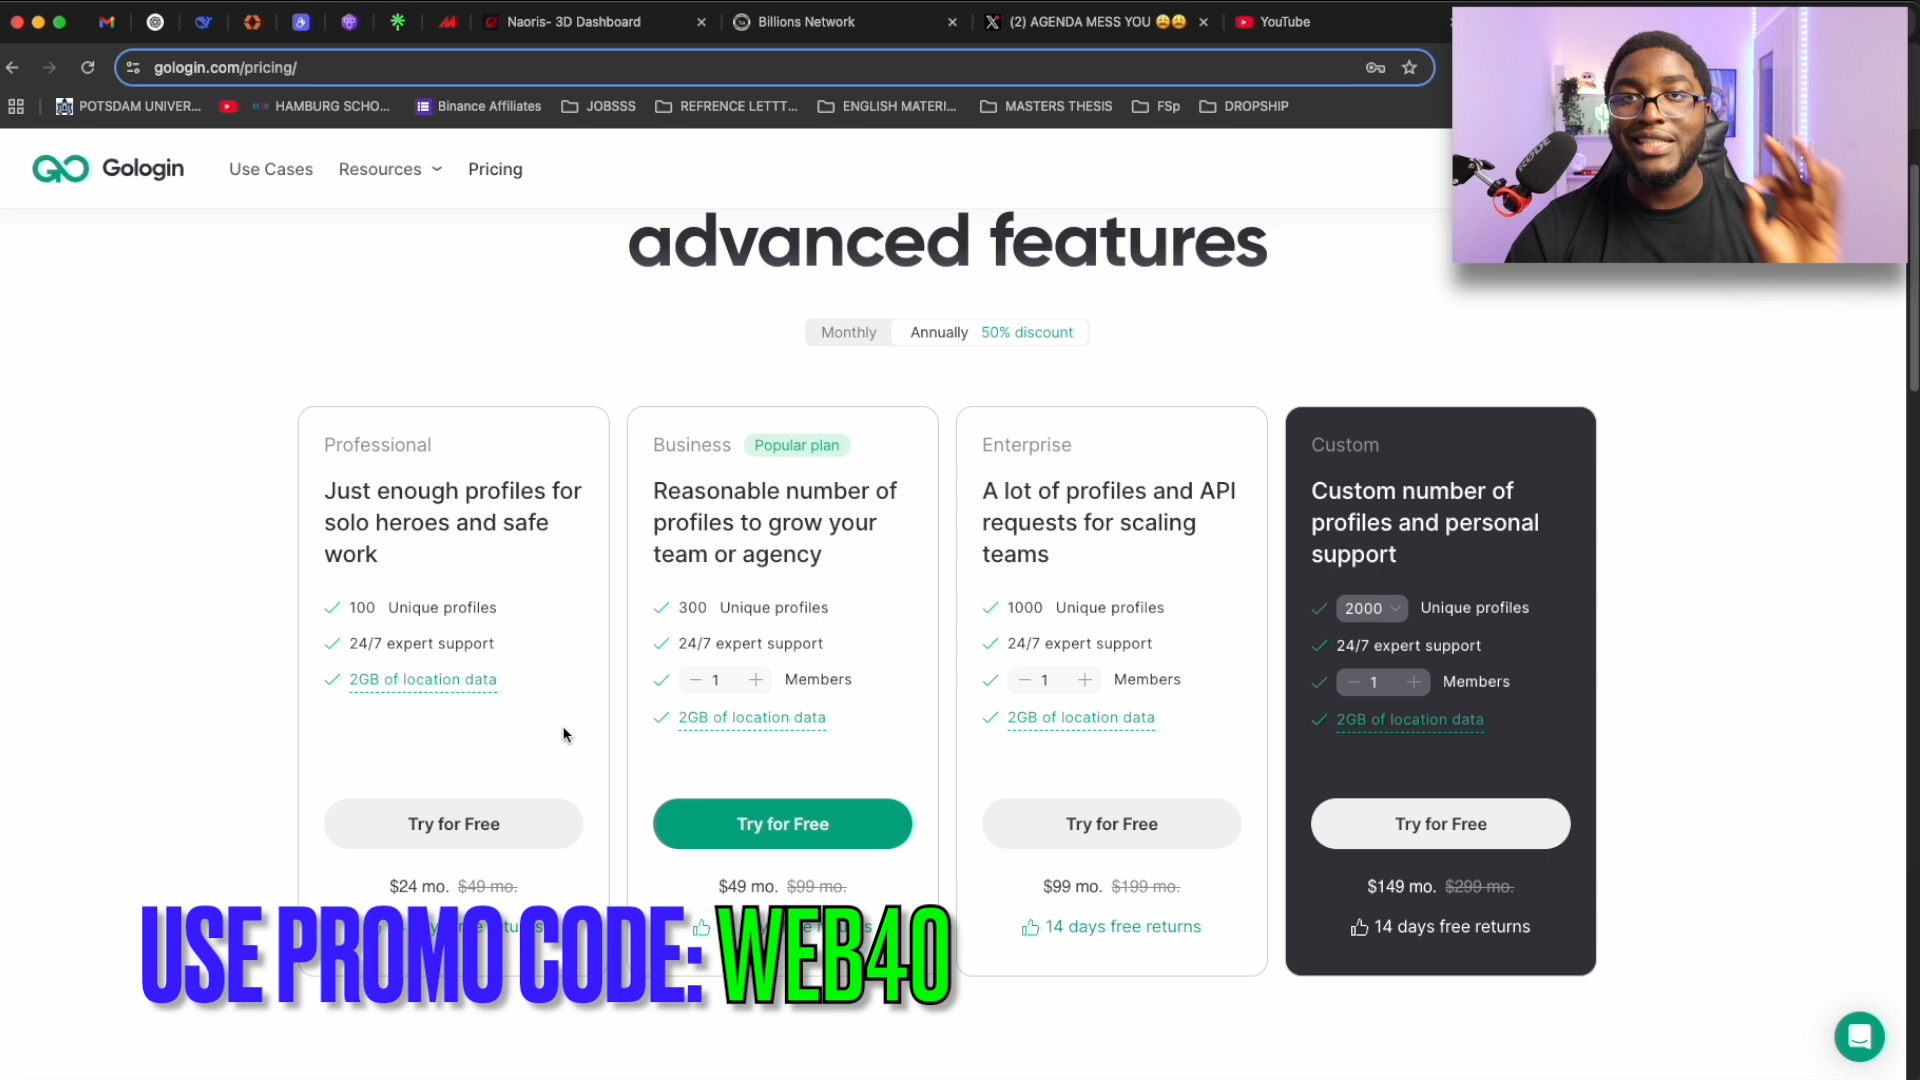 Naoris- 3D Dashboard
Billions Network
(2) AGENDA MESS YOU 😩😩
YouTube
gologin.com/pricing/
POTSDAM UNIVER...
HAMBURG SCHO...
Binance Affiliates
JOBSSS
REFRENCE LETTT...
ENGLISH MATERI...
MASTERS THESIS
FSp
DROPSHIP
Gologin
Use Cases
Resources
Pricing
RODE
advanced features
Monthly
Annually 50% discount
Professional
Just enough profiles for
solo heroes and safe
work
100 Unique profiles
24/7 expert support
2GB of location data
Try for Free
$24 mo. $49 mo.
Business Popular plan
Reasonable number of
profiles to grow your
team or agency
300 Unique profiles
24/7 expert support
1 Members
2GB of location data
Try for Free
$49 mo. $99 mo.
Enterprise
A lot of profiles and API
requests for scaling
teams
1000 Unique profiles
24/7 expert support
1 Members
2GB of location data
Try for Free
$99 mo. $199 mo.
14 days free returns
Custom
Custom number of
profiles and personal
support
2000 Unique profiles
24/7 expert support
1 Members
2GB of location data
Try for Free
$149 mo. $299 mo.
14 days free returns
USE PROMO CODE: WEB40